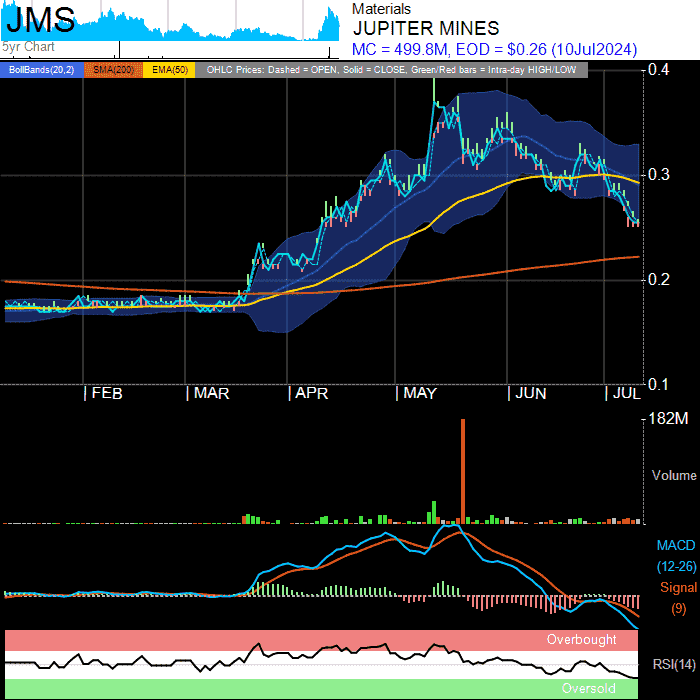 JMS
5yr Chart
Materials
JUPITER MINES
MC = 499.8M, EOD = $0.26 (10Jul2024)
BollBands(20,2) SMA(200) EMA(50) OHLC Prices: Dashed = OPEN, Solid = CLOSE, Green/Red bars = Intra-day HIGH/LOW
0.4
0.3
0.2
0.1
FEB MAR APR MAY JUN JUL
182M
Volume
MACD
(12-26)
Signal
(9)
Overbought
RSI(14)
Oversold